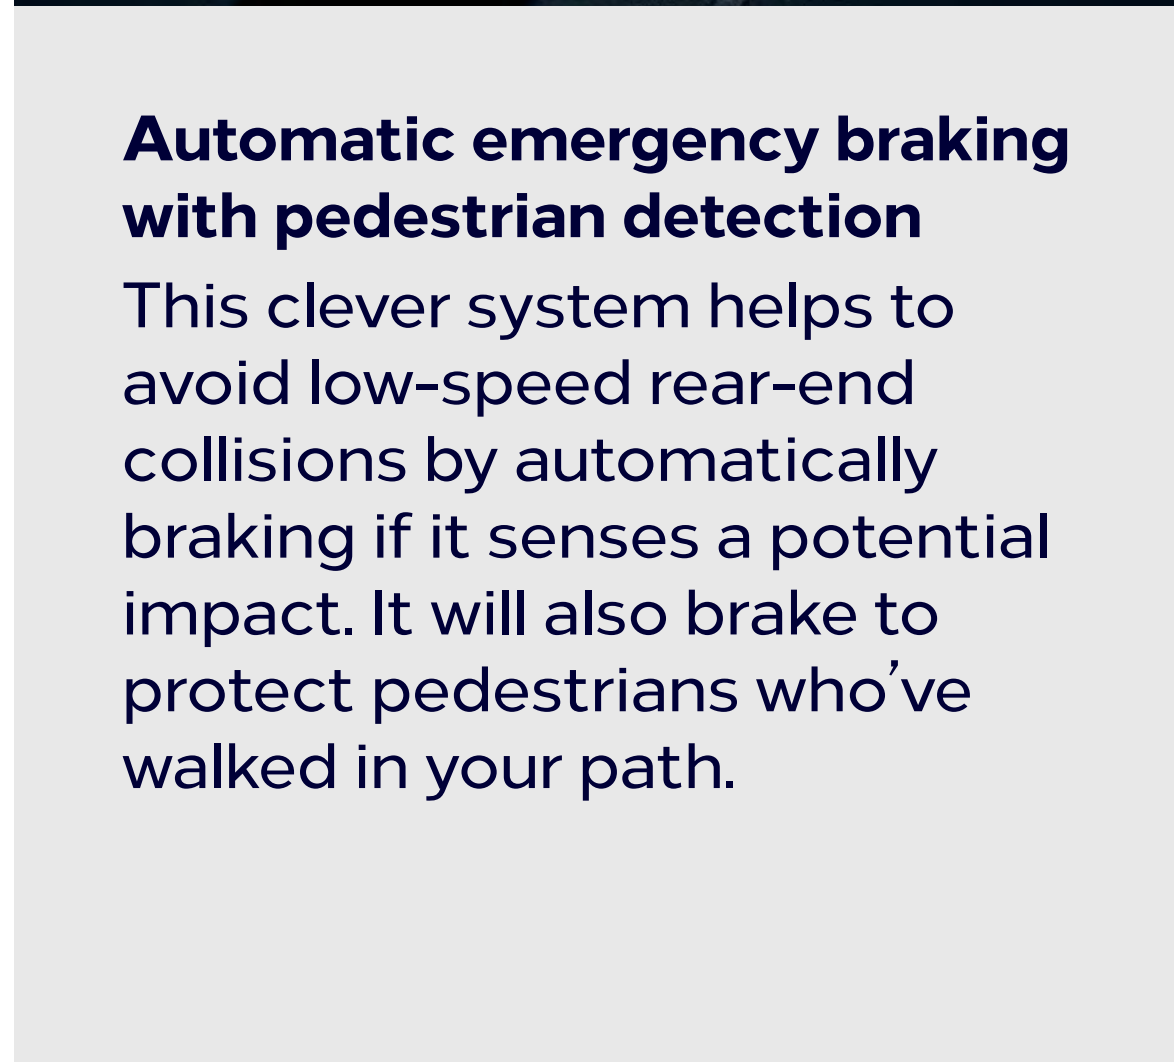 Automatic emergency braking
with pedestrian detection
This clever system helps to
avoid low-speed rear-end
collisions by automatically
braking if it senses a potential
impact. It will also brake to
protect pedestrians who’ve
walked in your path.